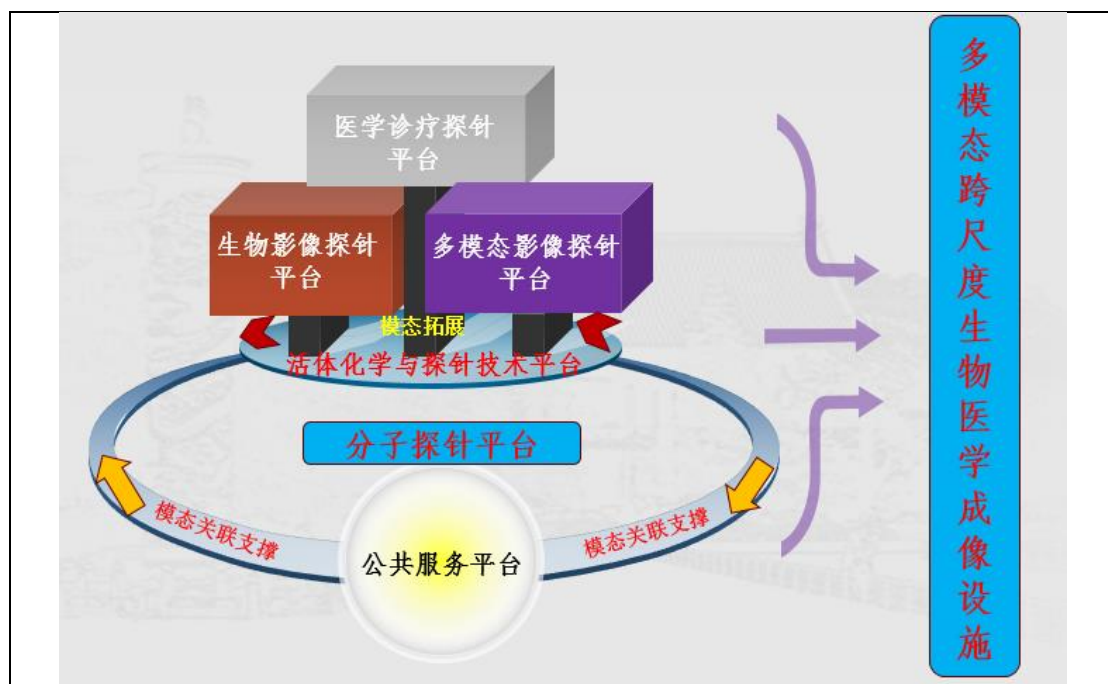 医学诊疗探针
平台
生物影像探针
平台
多模态影像探针
平台
模态拓展
活体化学与探针技术平台
分子探针平台
模态关联支撑
模态关联支撑
公共服务平台
多模态跨尺度生物医学成像设施